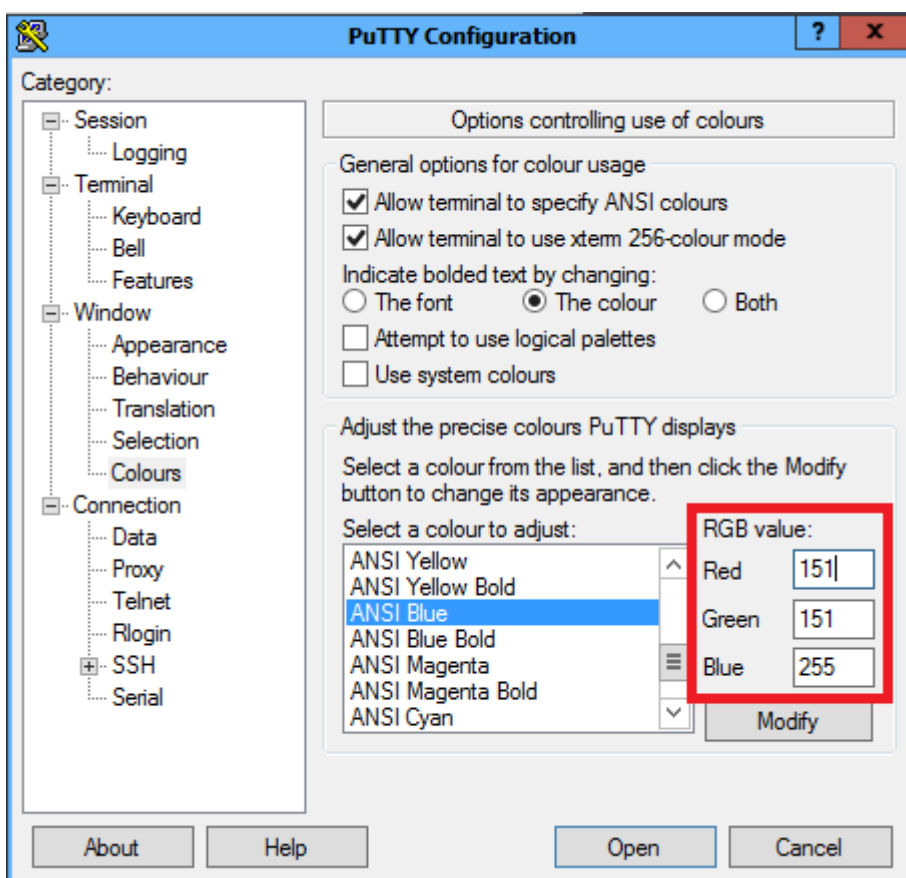 PuTTY Configuration
?
x
Category:
Session
Logging
Terminal
Keyboard
Bell
Features
Window
Appearance
Behaviour
Translation
Selection
Colours
Connection
Data
Proxy
Telnet
Rlogin
SSH
Serial
Options controlling use of colours
General options for colour usage
Allow terminal to specify ANSI colours
Allow terminal to use xterm 256-colour mode
Indicate bolded text by changing:
The font The colour Both
Attempt to use logical palettes
Use system colours
Adjust the precise colours PuTTY displays
Select a colour from the list, and then click the Modify
button to change its appearance.
Select a colour to adjust:
ANSI Yellow
ANSI Yellow Bold
ANSI Blue
ANSI Blue Bold
ANSI Magenta
ANSI Magenta Bold
ANSI Cyan
RGB value:
Red 151
Green 151
Blue 255
Modify
About Help Open Cancel